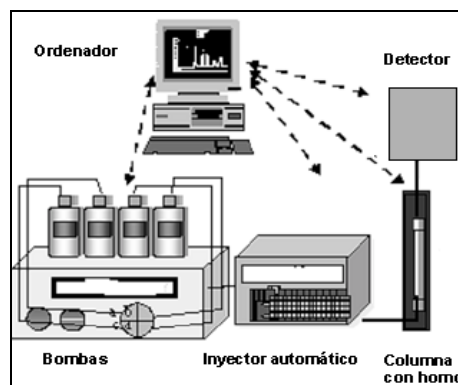 Ordenador
Detector
Bombas
Inyector automático
Columna
con horno